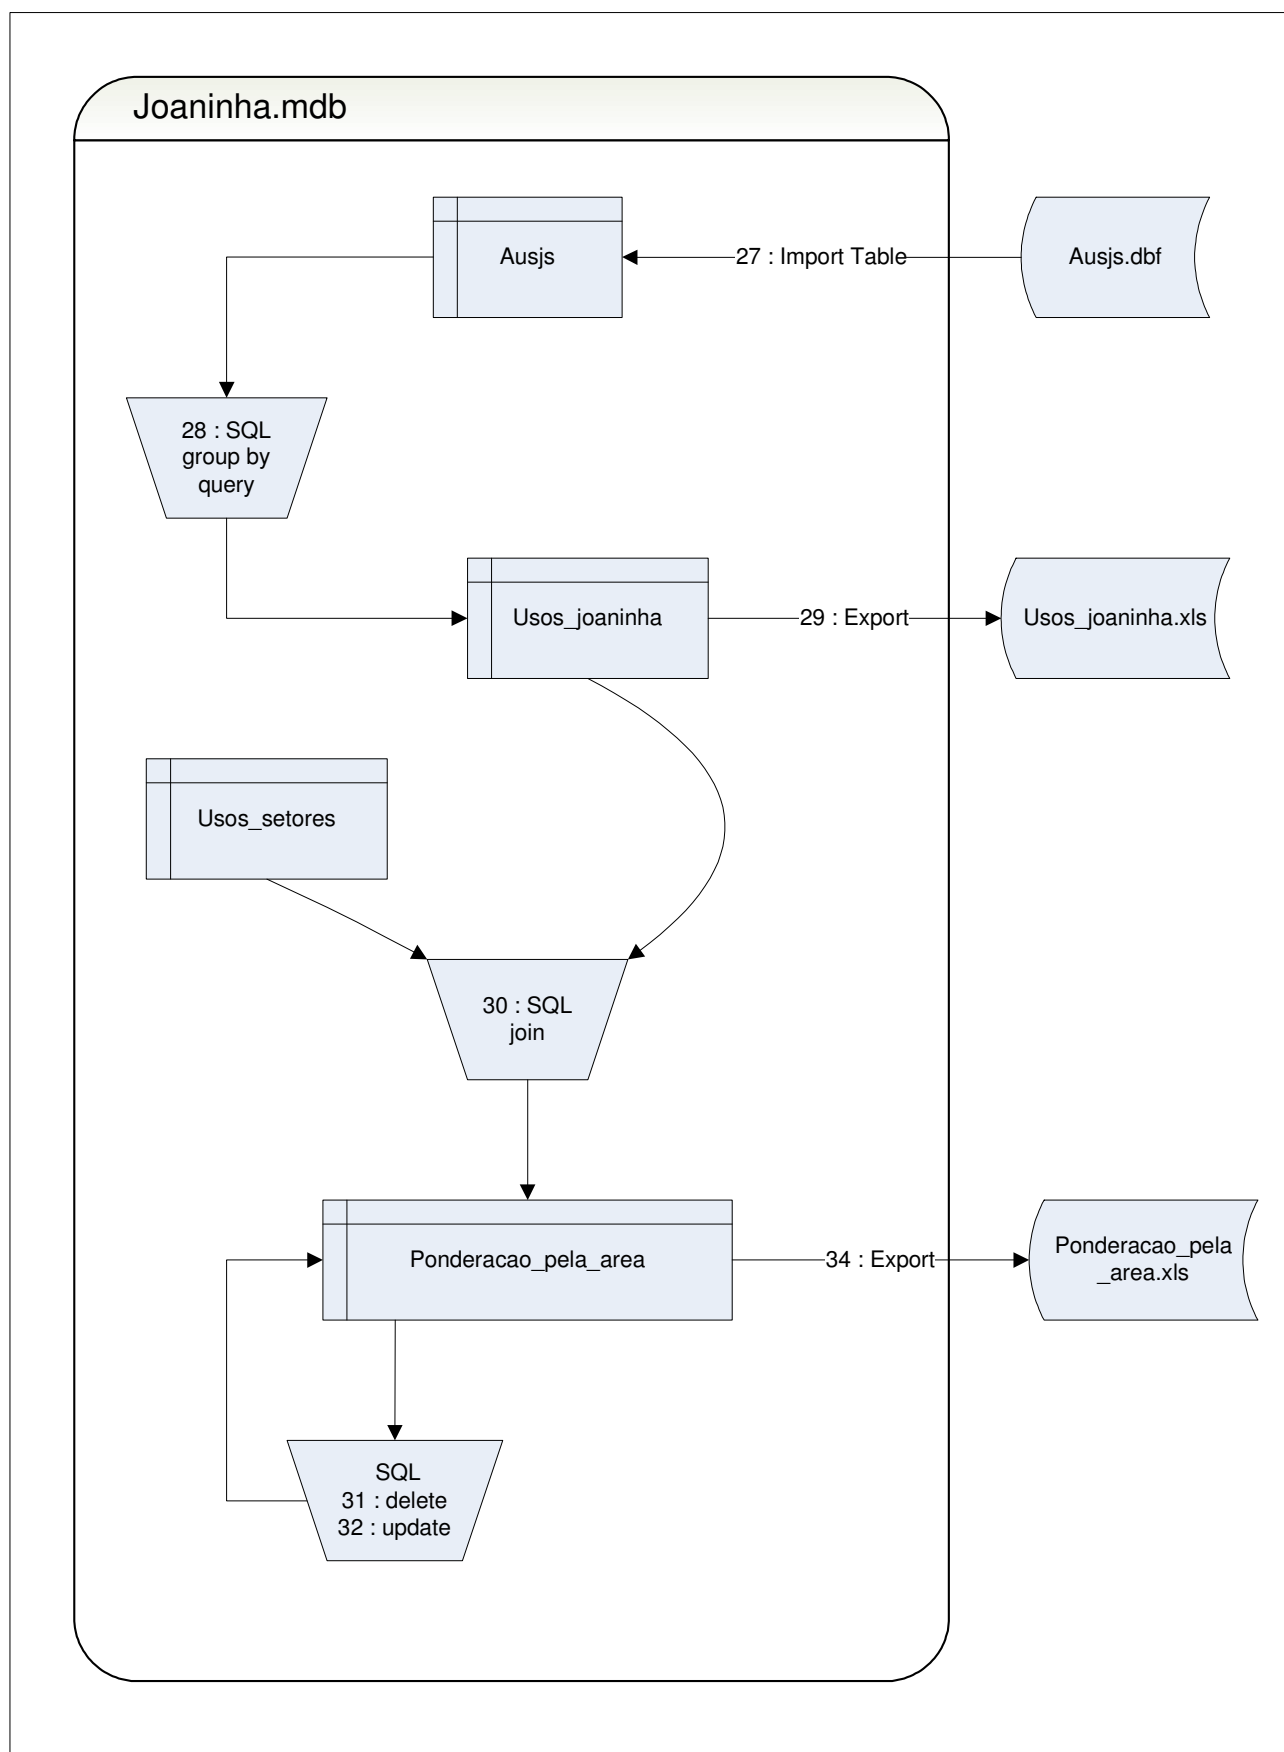 Joaninha.mdb
Ausjs
27 : Import Table
Ausjs.dbf
28 : SQL
group by
query
Usos_joaninha
29 : Export
Usos_joaninha.xls
Usos_setores
30 : SQL
join
Ponderacao_pela_area
34 : Export
Ponderacao_pela
_area.xls
SQL
31 : delete
32 : update